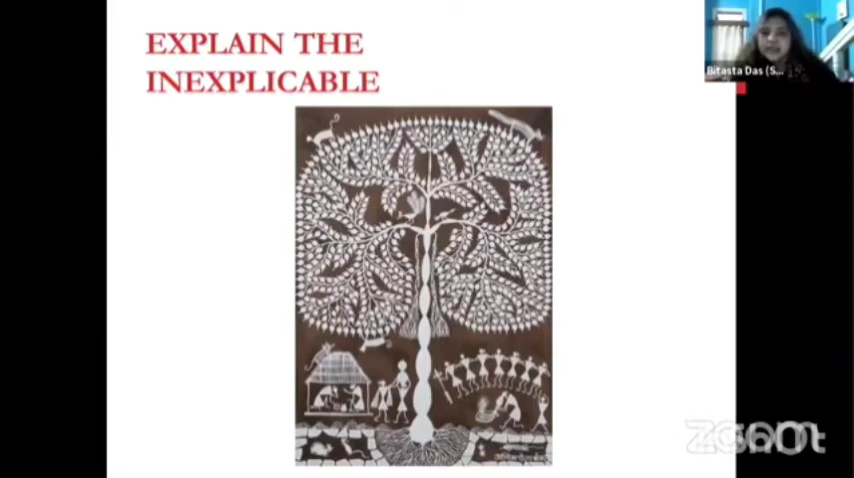 EXPLAIN THE
INEXPLICABLE
Bitasta Das (S...
zoom